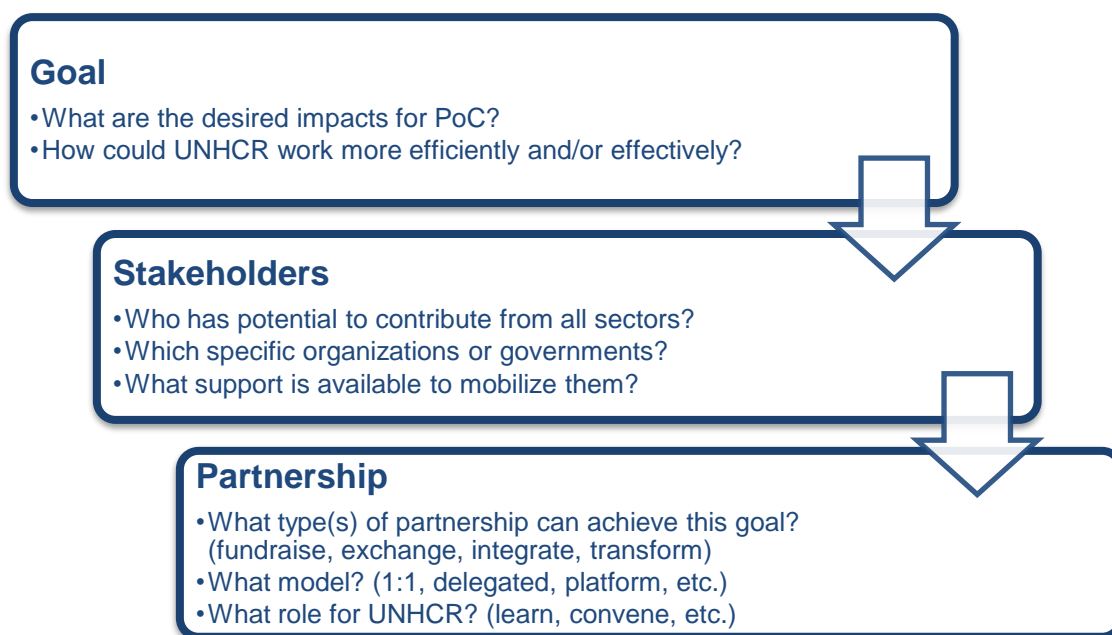 Goal
•What are the desired impacts for PoC?
•How could UNHCR work more efficiently and/or effectively?
Stakeholders
•Who has potential to contribute from all sectors?
•Which specific organizations or governments?
•What support is available to mobilize them?
Partnership
•What type(s) of partnership can achieve this goal?
(fundraise, exchange, integrate, transform)
•What model? (1:1, delegated, platform, etc.)
•What role for UNHCR? (learn, convene, etc.)